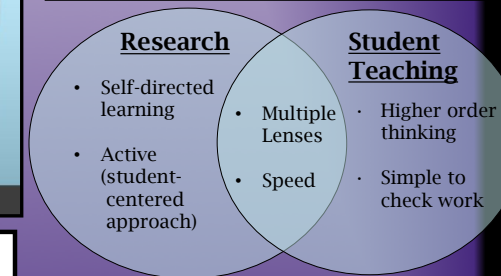 Research
• Self-directed
learning
• Active
(student-
centered
approach)
• Multiple
Lenses
• Speed
Student
Teaching
· Higher order
thinking
· Simple to
check work